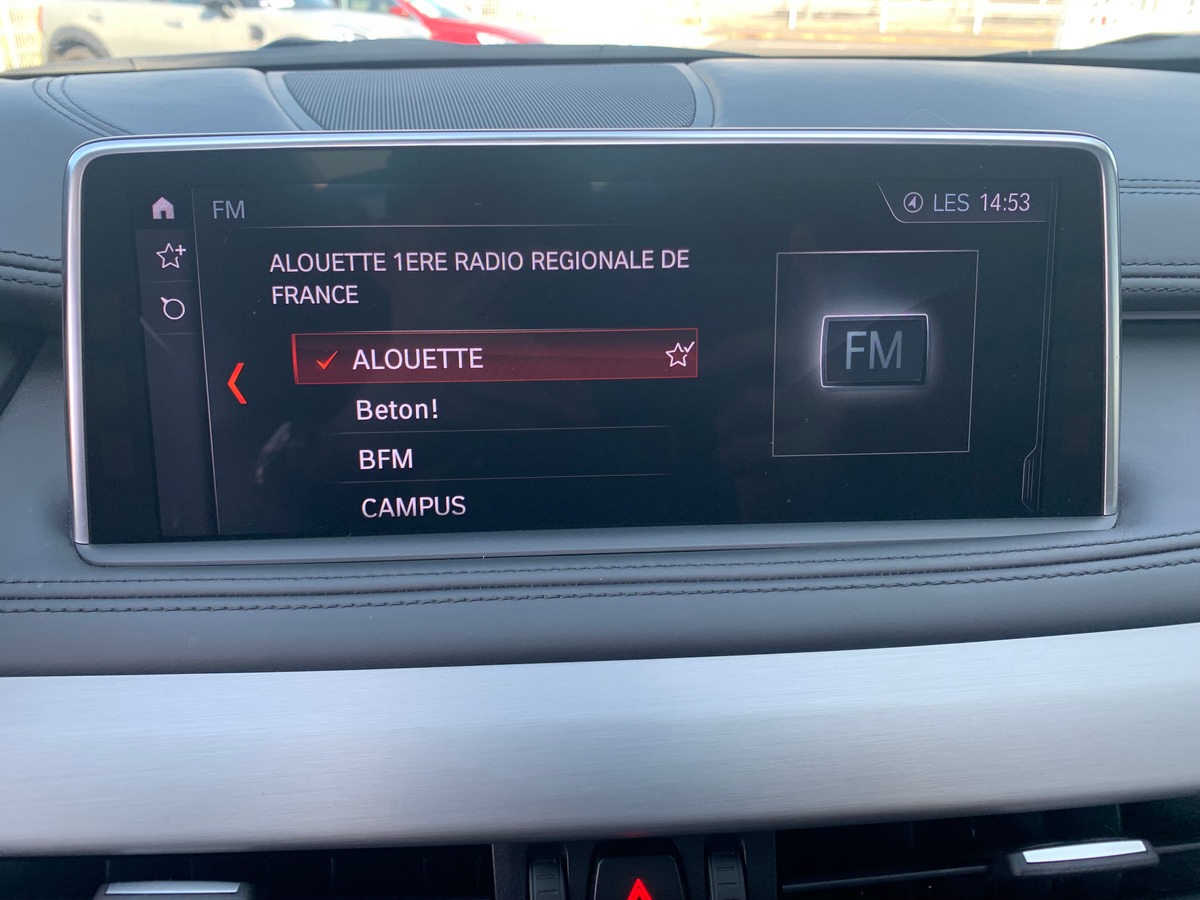 FM
LES 14:53
ALOUETTE 1ERE RADIO REGIONALE DE
FRANCE
ALOUETTE
Beton!
BFM
CAMPUS
FM